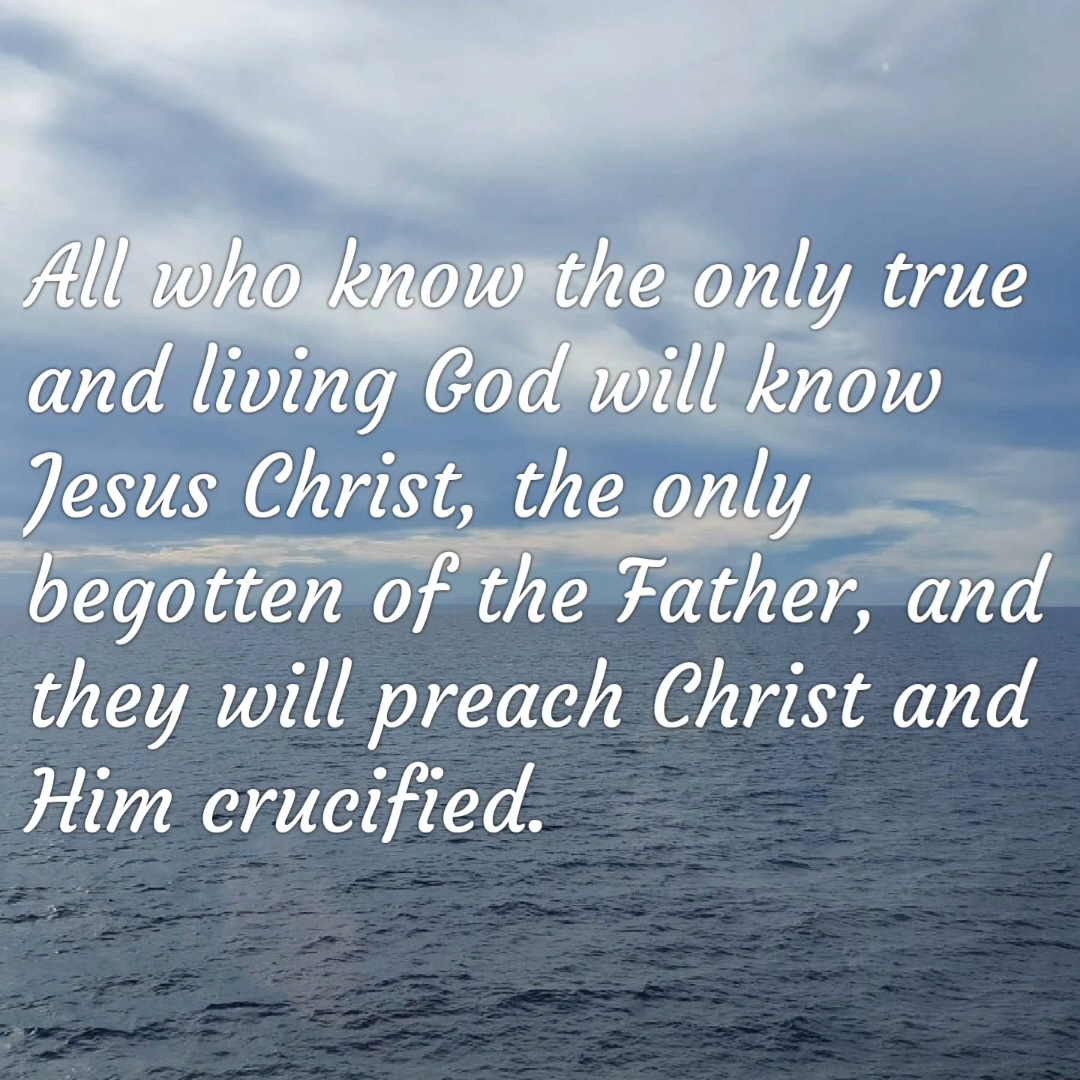 All who know the only true
and living God will know
Jesus Christ, the only
begotten of the Father, and
they will preach Christ and
Him crucified.